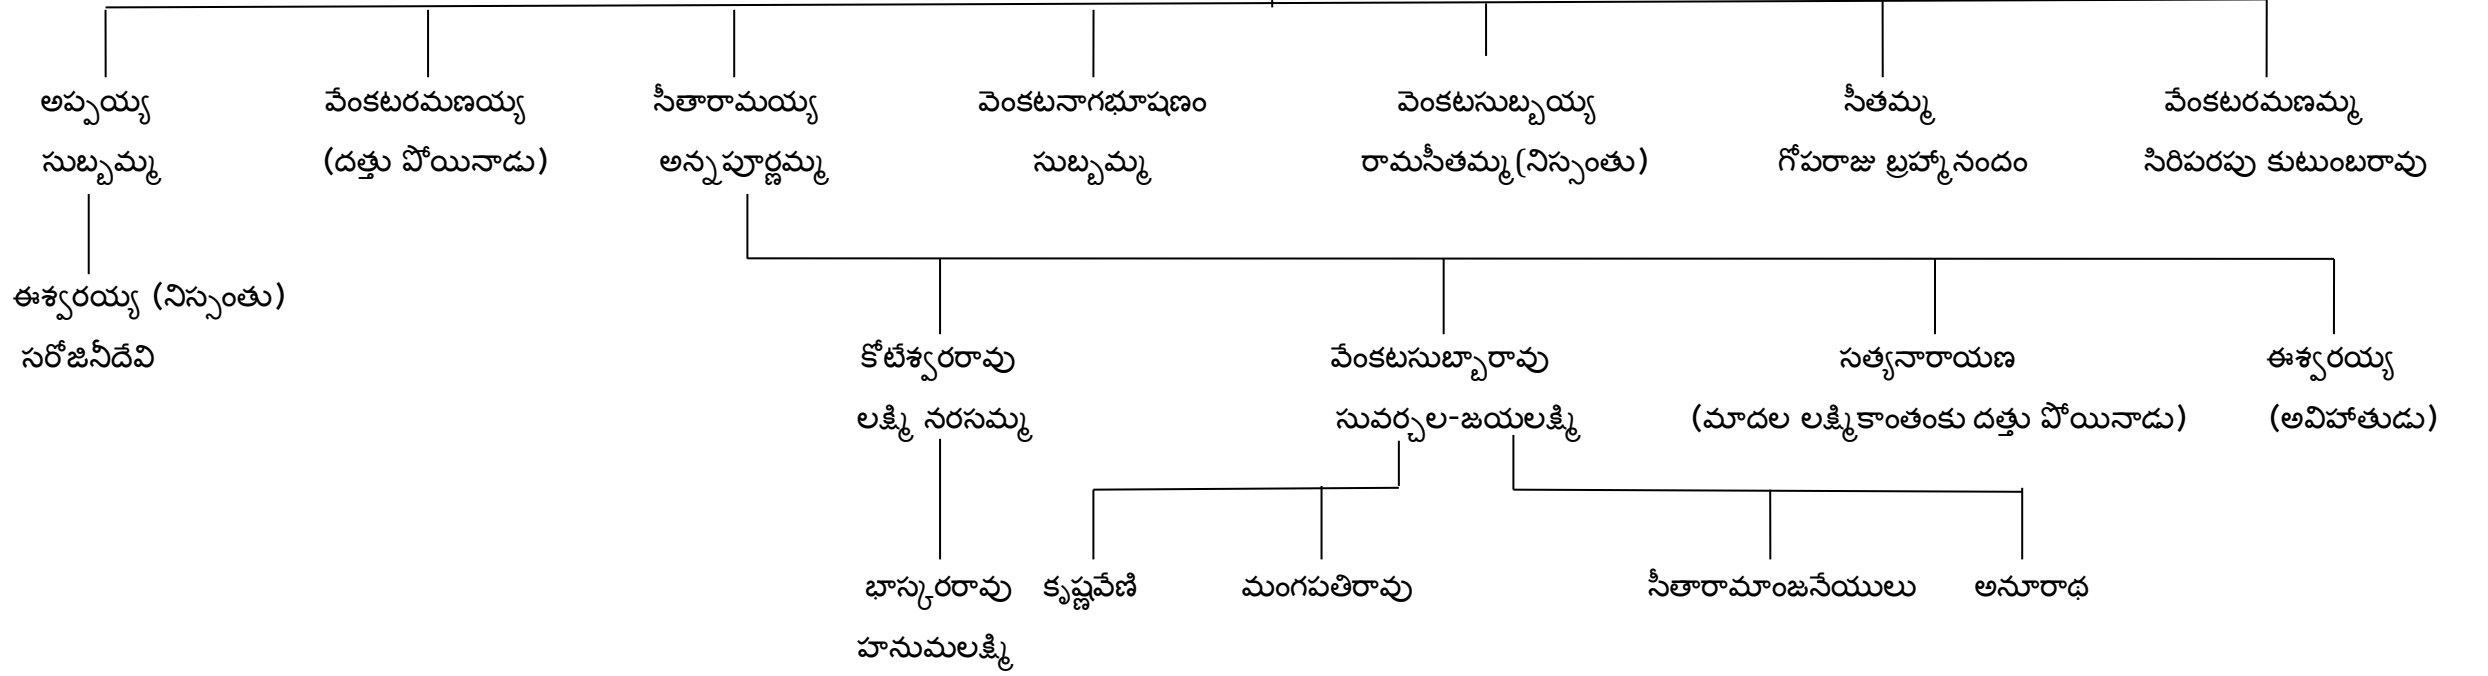 అప్పయ్య వేంకటరమణయ్య సీతారామయ్య వెంకటనాగభూషణం వెంకటసుబ్బయ్య సీతమ్మ వేంకటరమణమ్మ
సుబ్బమ్మ (దత్తు పోయినాడు) అన్నపూర్ణమ్మ సుబ్బమ్మ రామసీతమ్మ(నిస్సంతు) గోపరాజు బ్రహ్మానందం సిరిపరపు కుటుంబరావు
ఈశ్వరయ్య (నిస్సంతు)
సరోజినీదేవి కోటేశ్వరరావు వేంకటసుబ్బారావు సత్యనారాయణ ఈశ్వరయ్య
లక్ష్మి నరసమ్మ సువర్చల-జయలక్ష్మి (మాదల లక్ష్మికాంతంకు దత్తు పోయినాడు) (అవిహాతుడు)
భాస్కరరావు కృష్ణవేణి మంగపతిరావు సీతారామాంజనేయులు అనూరాథ
హనుమలక్ష్మి